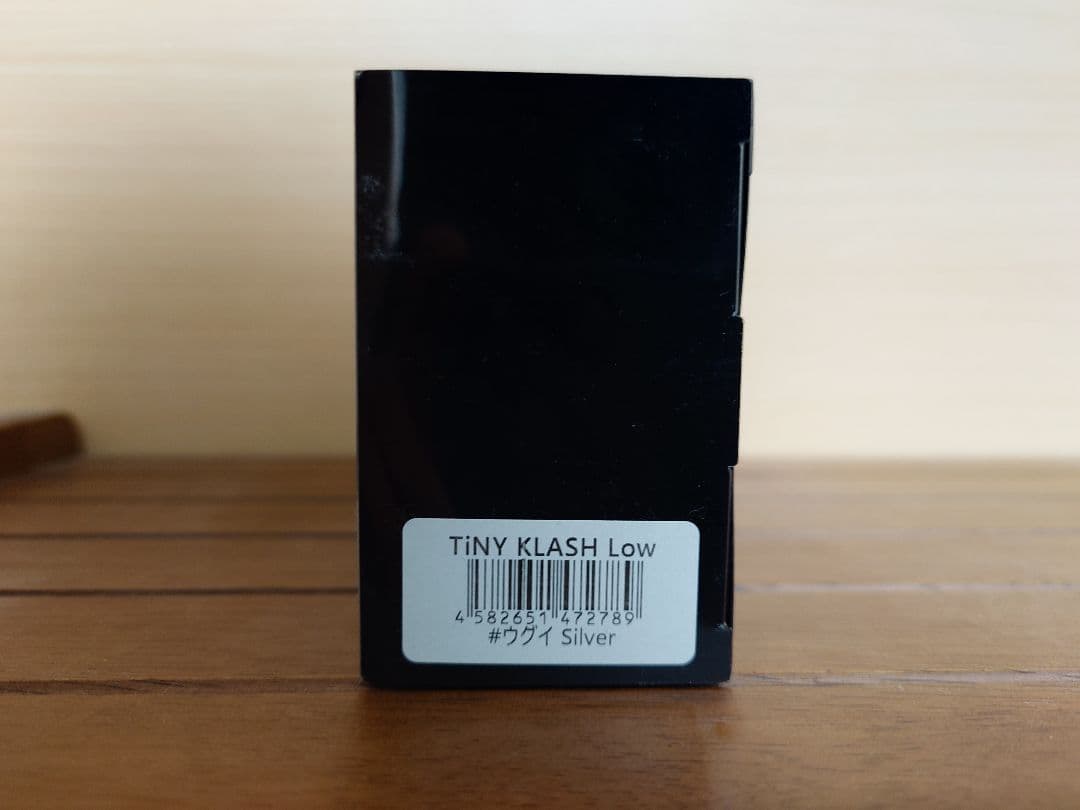 TiNY KLASH Low
4 582651 472789
#ウグイ Silver